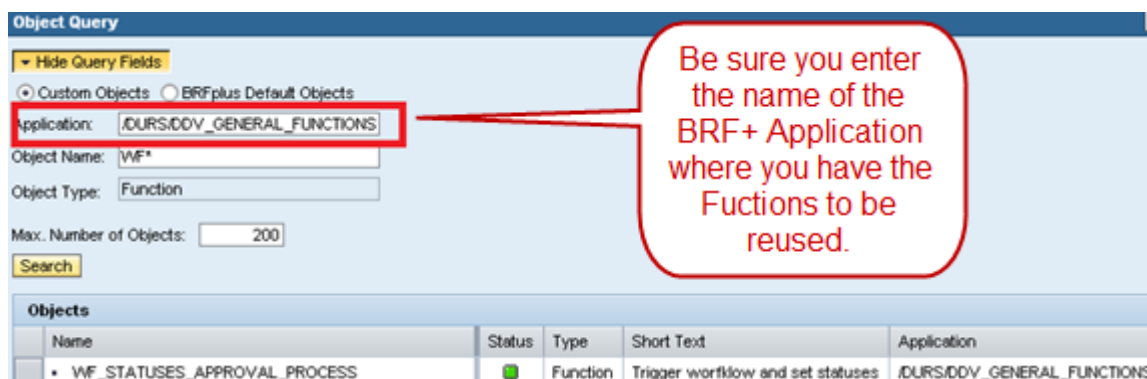 Object Query
Hide Query Fields
Custom Objects BRFplus Default Objects
Application: /DURS/DDV_GENERAL_FUNCTIONS
Object Name: WF*
Object Type: Function
Max. Number of Objects: 200
Search
Be sure you enter
the name of the
BRF+ Application
where you have the
Fuctions to be
reused.
Objects
Name Status Type Short Text Application
WF_STATUSES_APPROVAL_PROCESS Function Trigger wortklow and set statuses /DURS/DDV_GENERAL_FUNCTIONS